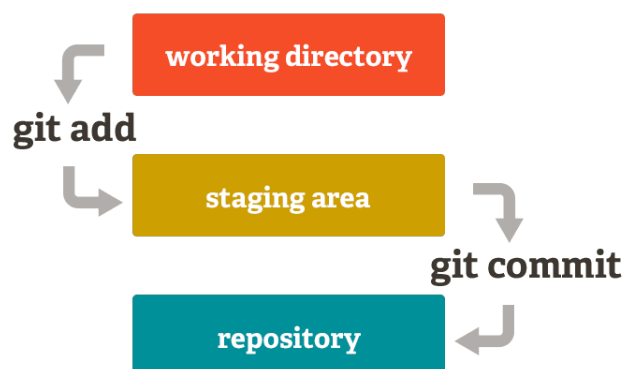 working directory
git add
staging area
git commit
repository